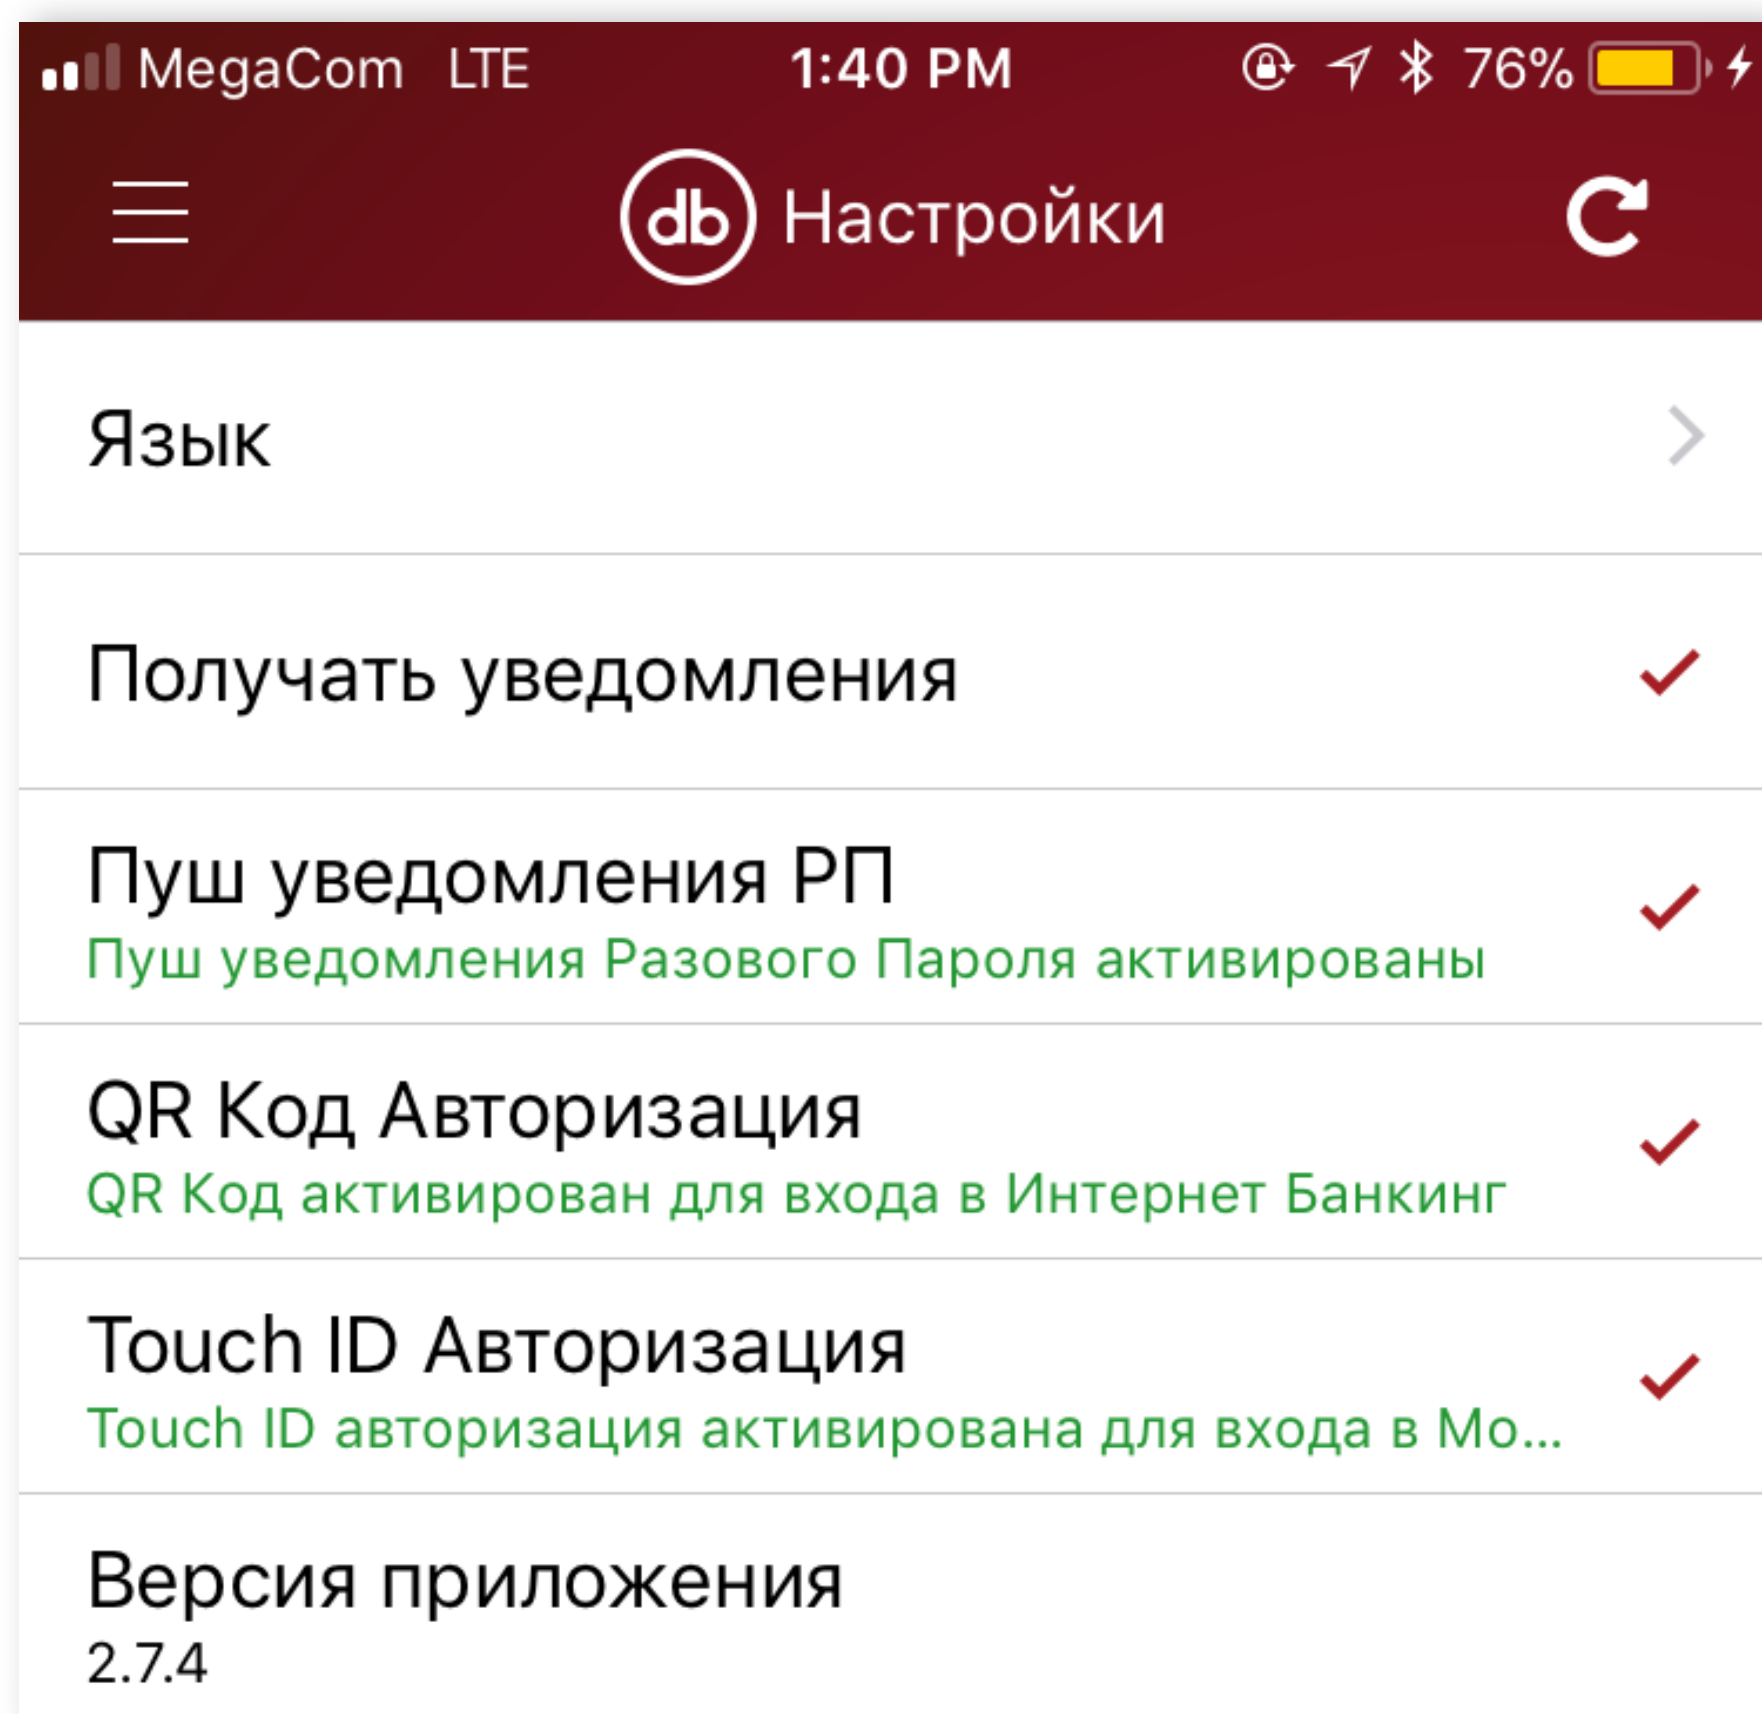 MegaCom LTE 1:40 PM 76%
db Настройки
Язык
Получать уведомления
Пуш уведомления РП
Пуш уведомления Разового Пароля активированы
QR Код Авторизация
QR Код активирован для входа в Интернет Банкинг
Touch ID Авторизация
Touch ID авторизация активирована для входа в Мо...
Версия приложения
2.7.4